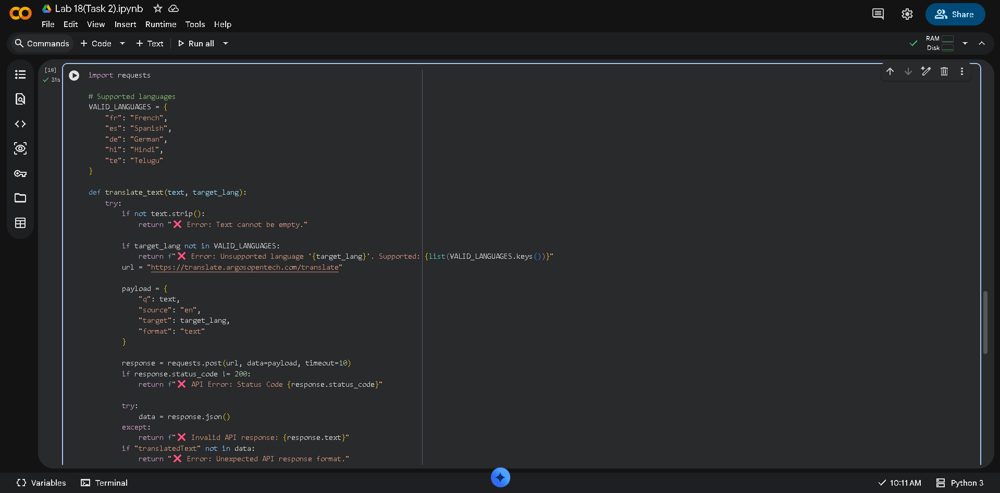 Lab 18(Task 2).ipynb
File Edit View Insert Runtime Tools Help
Share
Commands + Code + Text Run all
RAM
Disk
[18]
31s
import requests
# Supported languages
VALID_LANGUAGES = {
"fr": "French",
"es": "Spanish",
"de": "German",
"hi": "Hindi",
"te": "Telugu"
}
def translate_text(text, target_lang):
try:
if not text.strip():
return "❌ Error: Text cannot be empty."
if target_lang not in VALID_LANGUAGES:
return f"❌ Error: Unsupported language '{target_lang}'. Supported: {list(VALID_LANGUAGES.keys())}"
url = "https://translate.argosopentech.com/translate"
payload = {
"q": text,
"source": "en",
"target": target_lang,
"format": "text"
}
response = requests.post(url, data=payload, timeout=10)
if response.status_code != 200:
return f"❌ API Error: Status Code {response.status_code}"
try:
data = response.json()
except:
return f"❌ Invalid API response: {response.text}"
if "translatedText" not in data:
return "❌ Error: Unexpected API response format."
Variables Terminal
10:11 AM Python 3